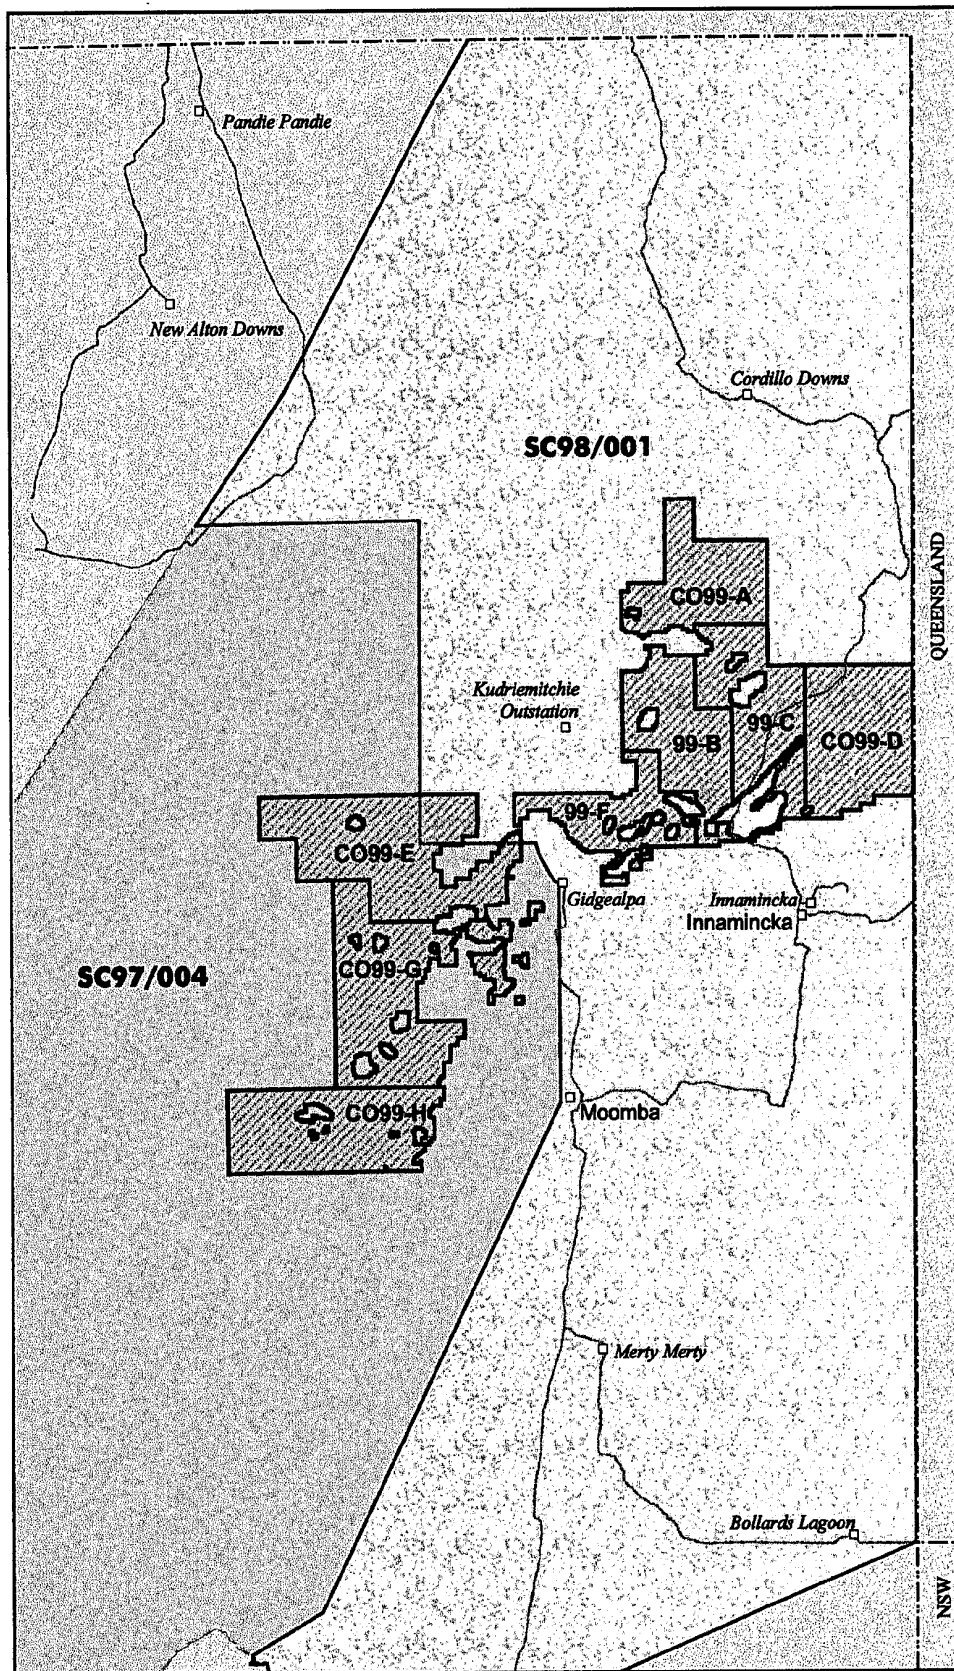 Pandie Pandie
New Alton Downs
Cordillo Downs
SC98/001
QUEENSLAND
CO99-A
Kudriemitchie
Outstation
99-B
99-C
CO99-D
99-F
CO99-E
Gidgealpa
Innamincka
Innamincka
CO99-G
SC97/004
CO99-H
Moomba
Merty Merty
Bollards Lagoon
NSW